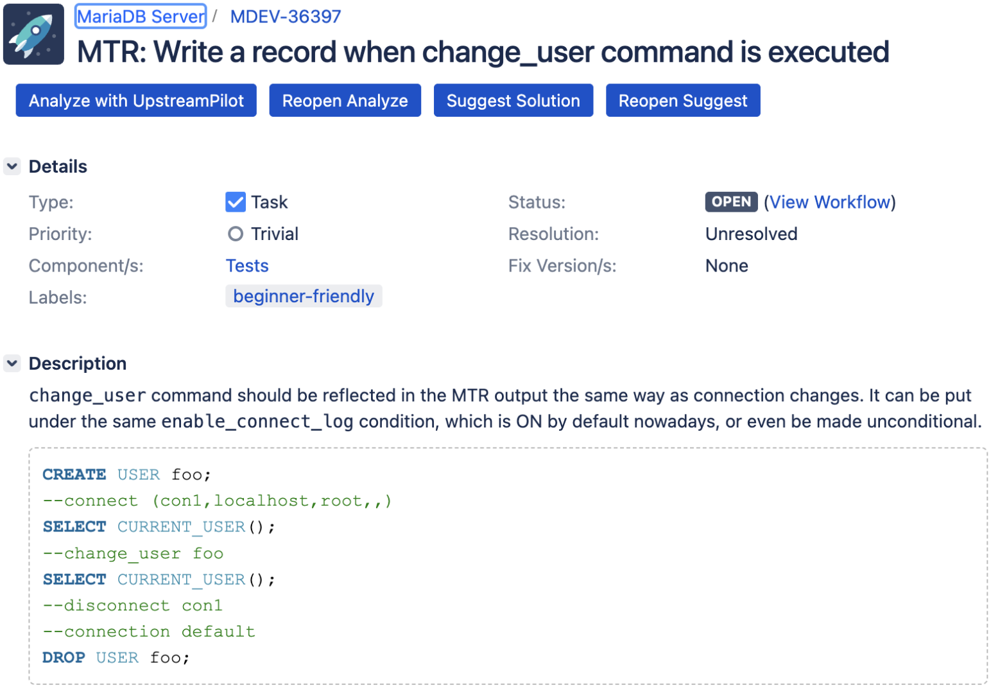 MariaDB Server / MDEV-36397
MTR: Write a record when change_user command is executed
Analyze with UpstreamPilot Reopen Analyze Suggest Solution Reopen Suggest
Details
Type: Task Status: OPEN (View Workflow)
Priority: Trivial Resolution: Unresolved
Component/s: Tests Fix Version/s: None
Labels: beginner-friendly
Description
change_user command should be reflected in the MTR output the same way as connection changes. It can be put
under the same enable_connect_log condition, which is ON by default nowadays, or even be made unconditional.
CREATE USER foo;
--connect (con1,localhost,root,,)
SELECT CURRENT_USER();
--change_user foo
SELECT CURRENT_USER();
--disconnect con1
--connection default
DROP USER foo;